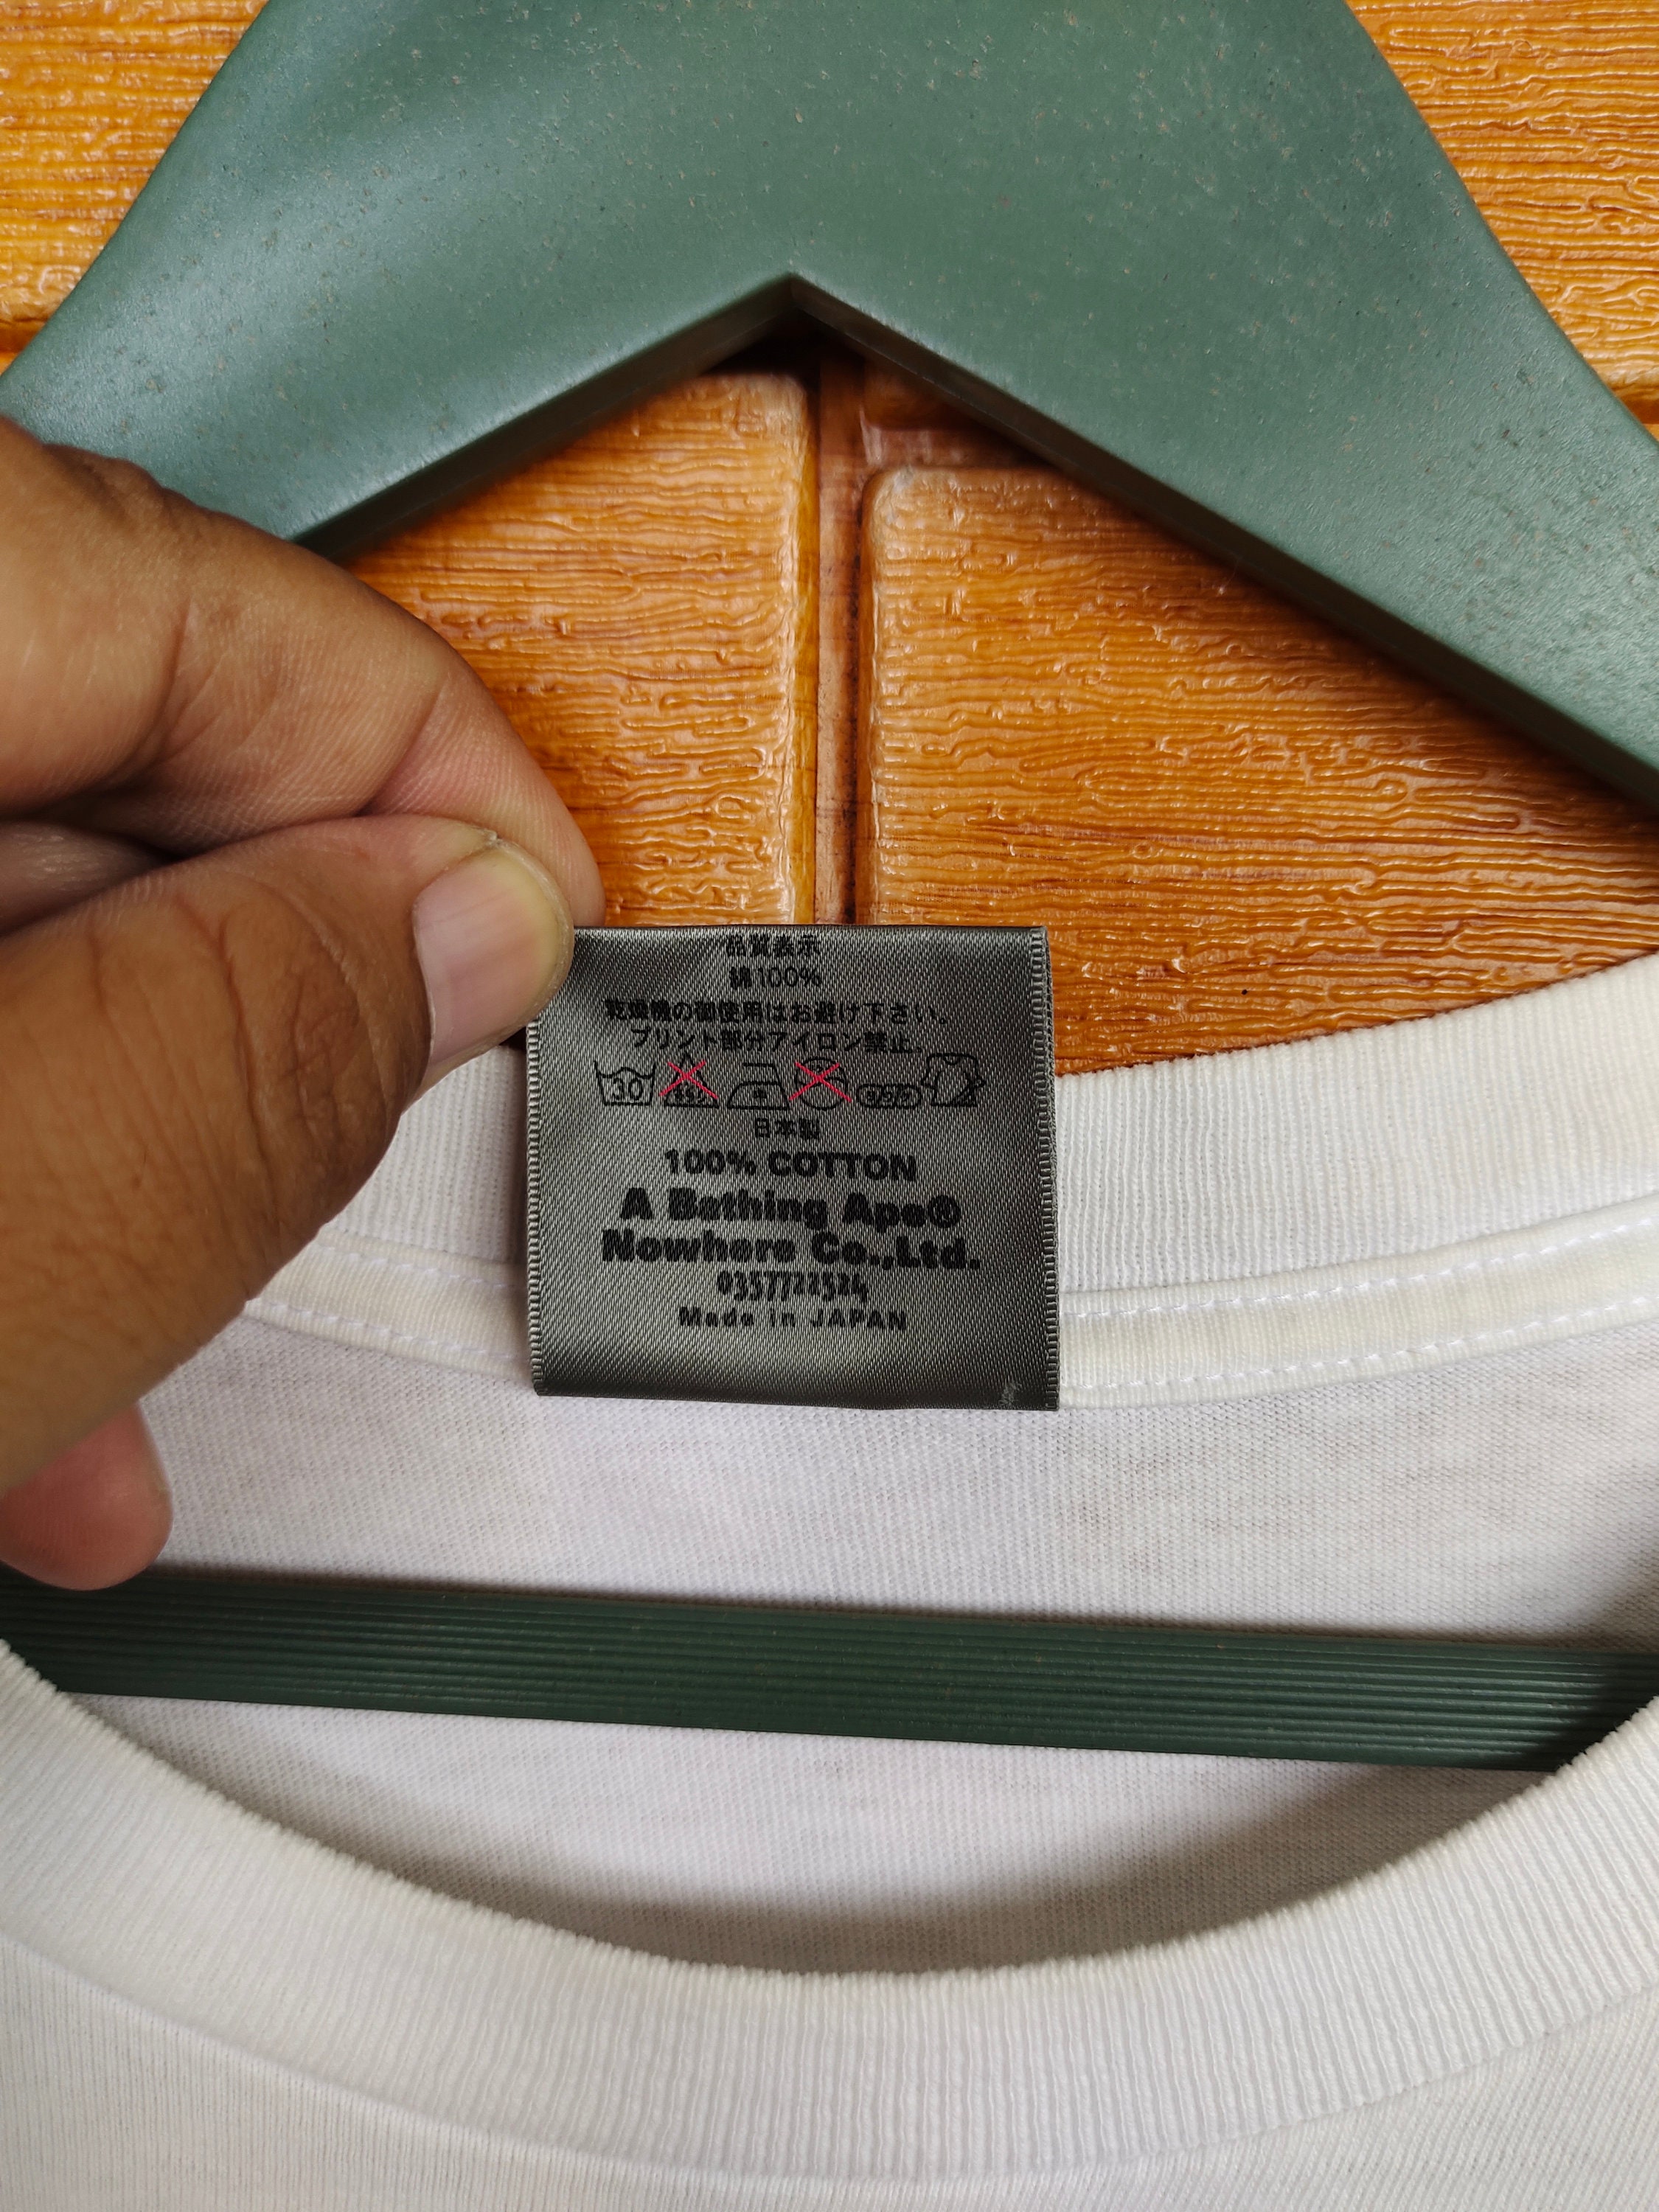 品質表示
綿100%
乾燥機の御使用はお避け下さい。
プリント部分アイロン禁止。
30
日本製
100% COTTON
A Bathing Ape®
Nowhere Co.,Ltd.
0357722524
Made in JAPAN